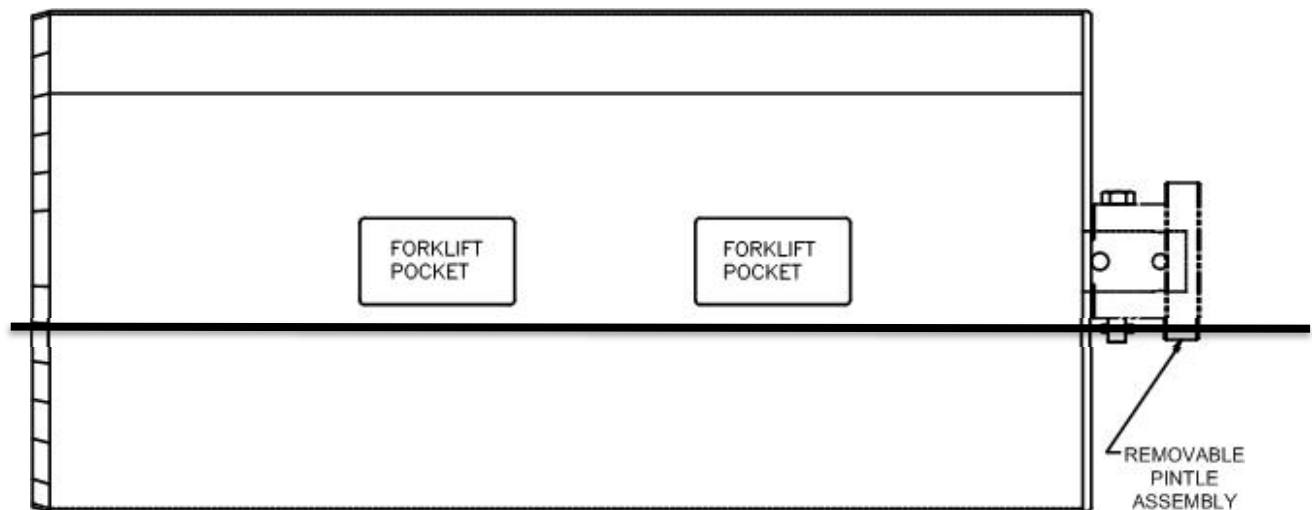 FORKLIFT
POCKET
FORKLIFT
POCKET
REMOVABLE
PINTLE
ASSEMBLY